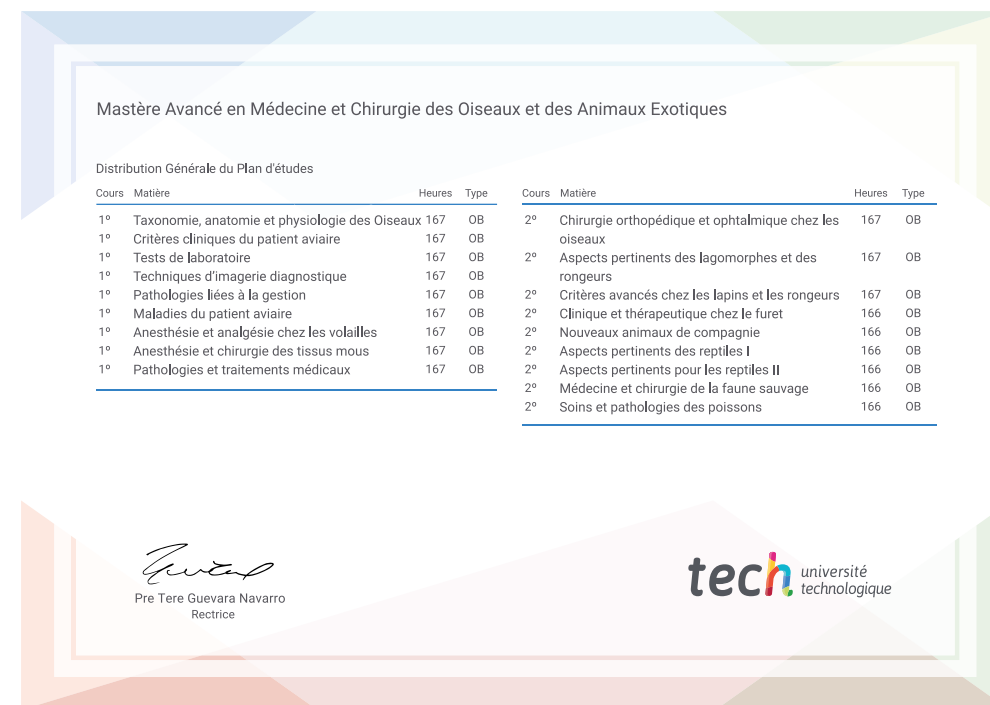 Mastère Avancé en Médecine et Chirurgie des Oiseaux et des Animaux Exotiques
Distribution Générale du Plan d'études
Cours Matière Heures Type
1º Taxonomie, anatomie et physiologie des Oiseaux 167 OB
1º Critères cliniques du patient aviaire 167 OB
1º Tests de laboratoire 167 OB
1º Techniques d'imagerie diagnostique 167 OB
1º Pathologies liées à la gestion 167 OB
1º Maladies du patient aviaire 167 OB
1º Anesthésie et analgésie chez les volailles 167 OB
1º Anesthésie et chirurgie des tissus mous 167 OB
1º Pathologies et traitements médicaux 167 OB
Cours Matière Heures Type
2º Chirurgie orthopédique et ophtalmique chez les 167 OB
oiseaux
2º Aspects pertinents des lagomorphes et des 167 OB
rongeurs
2º Critères avancés chez les lapins et les rongeurs 167 OB
2º Clinique et thérapeutique chez le furet 166 OB
2º Nouveaux animaux de compagnie 166 OB
2º Aspects pertinents des reptiles I 166 OB
2º Aspects pertinents pour les reptiles II 166 OB
2º Médecine et chirurgie de la faune sauvage 166 OB
2º Soins et pathologies des poissons 166 OB
Pre Tere Guevara Navarro
Rectrice
tech université
technologique